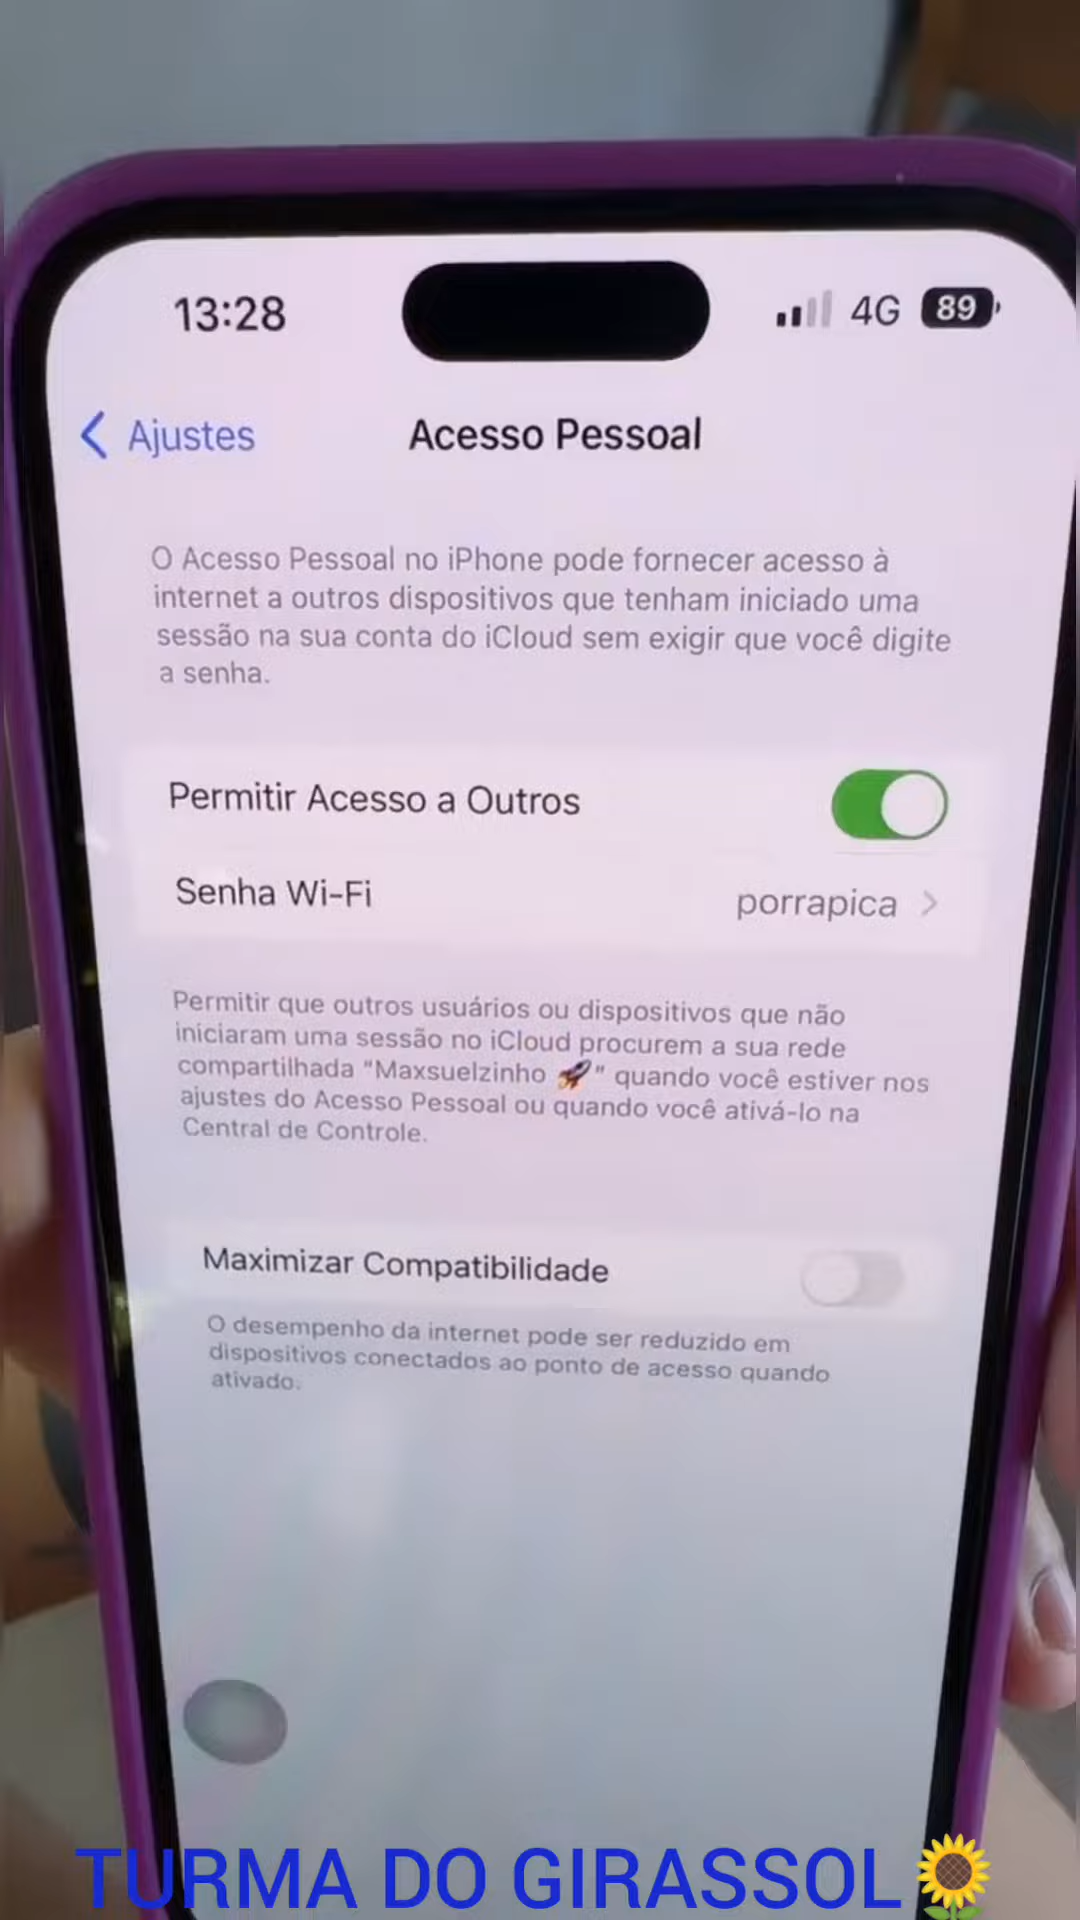 13:28
4G 89
Ajustes
Acesso Pessoal
O Acesso Pessoal no iPhone pode fornecer acesso à
internet a outros dispositivos que tenham iniciado uma
sessão na sua conta do iCloud sem exigir que você digite
a senha.
Permitir Acesso a Outros
Senha Wi-Fi
porrapica
Permitir que outros usuários ou dispositivos que não
iniciaram uma sessão no iCloud procurem a sua rede
compartilhada “Maxsuelzinho 🚀” quando você estiver nos
ajustes do Acesso Pessoal ou quando você ativá-lo na
Central de Controle.
Maximizar Compatibilidade
O desempenho da internet pode ser reduzido em
dispositivos conectados ao ponto de acesso quando
ativado.
TURMA DO GIRASSOL🌻